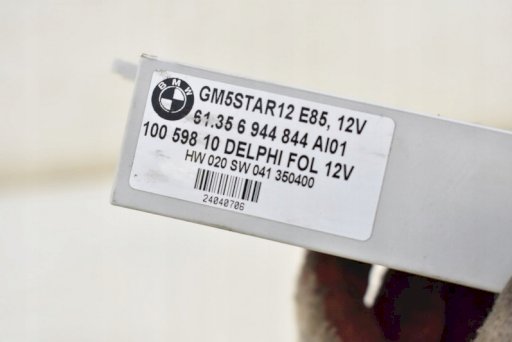 BMW
GM5STAR12 E85, 12V
61.35 6 944 844 AI01
100 598 10 DELPHI FOL 12V
HW 020 SW 041 350400
24040706